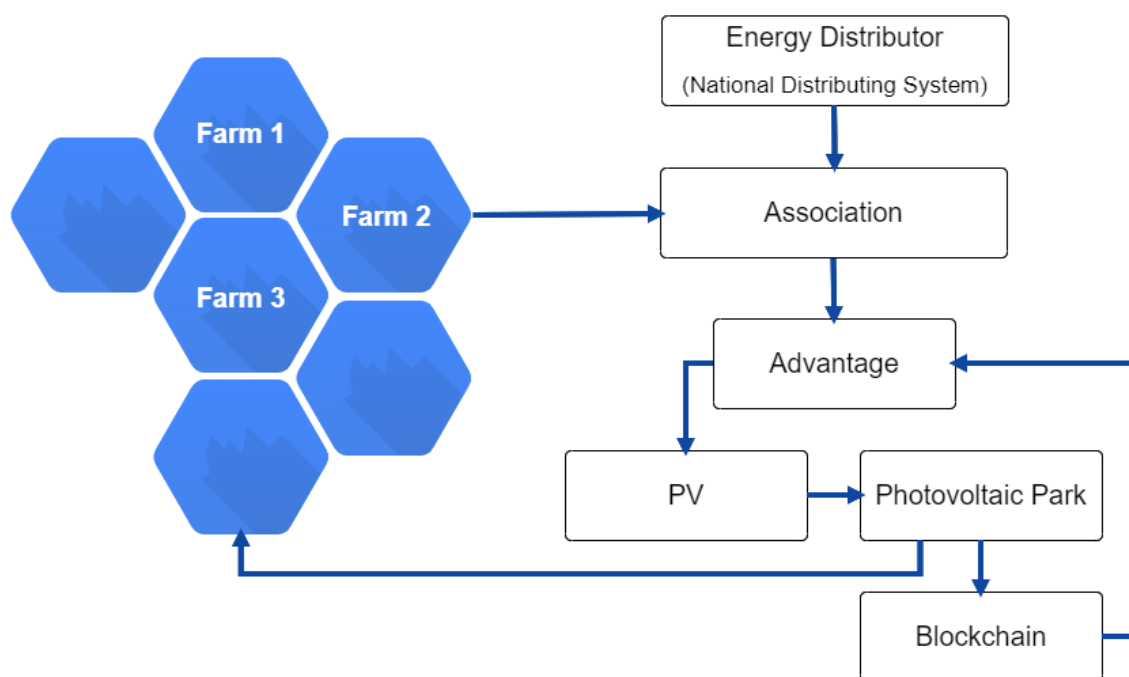 Farm 1
Farm 2
Farm 3
Energy Distributor
(National Distributing System)
Association
Advantage
PV
Photovoltaic Park
Blockchain